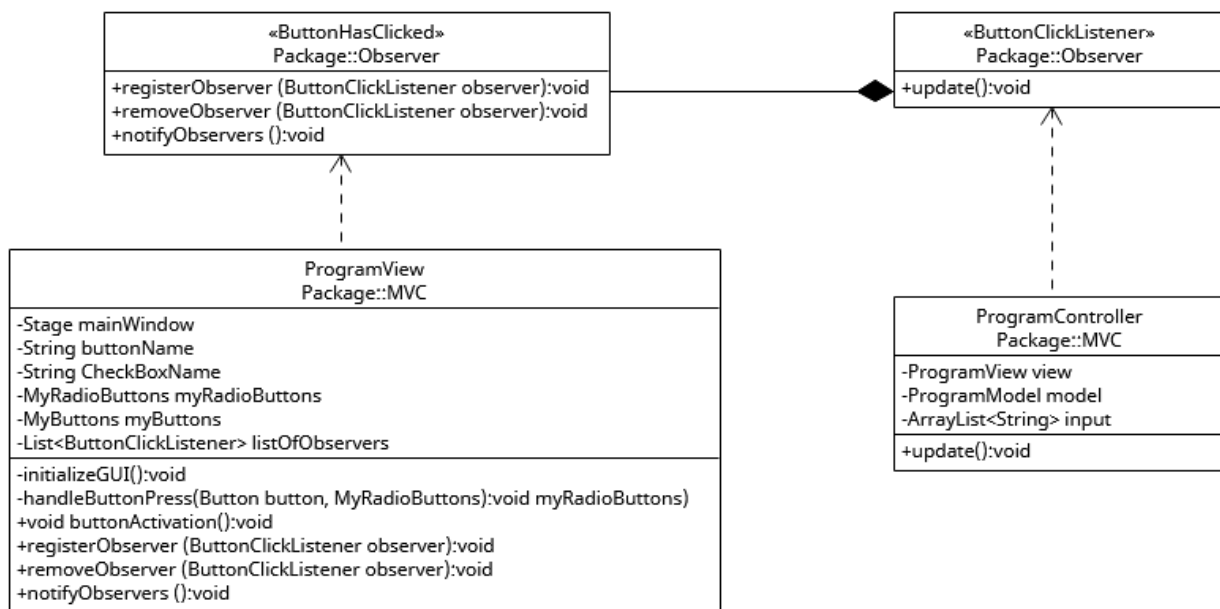 «ButtonHasClicked»
Package::Observer
+registerObserver (ButtonClickListener observer):void
+removeObserver (ButtonClickListener observer):void
+notifyObservers ():void
«ButtonClickListener»
Package::Observer
+update():void
ProgramView
Package::MVC
-Stage mainWindow
-String buttonName
-String CheckBoxName
-MyRadioButtons myRadioButtons
-MyButtons myButtons
-List<ButtonClickListener> listOfObservers
-initializeGUI():void
-handleButtonPress(Button button, MyRadioButtons):void myRadioButtons)
+void buttonActivation():void
+registerObserver (ButtonClickListener observer):void
+removeObserver (ButtonClickListener observer):void
+notifyObservers ():void
ProgramController
Package::MVC
-ProgramView view
-ProgramModel model
-ArrayList<String> input
+update():void